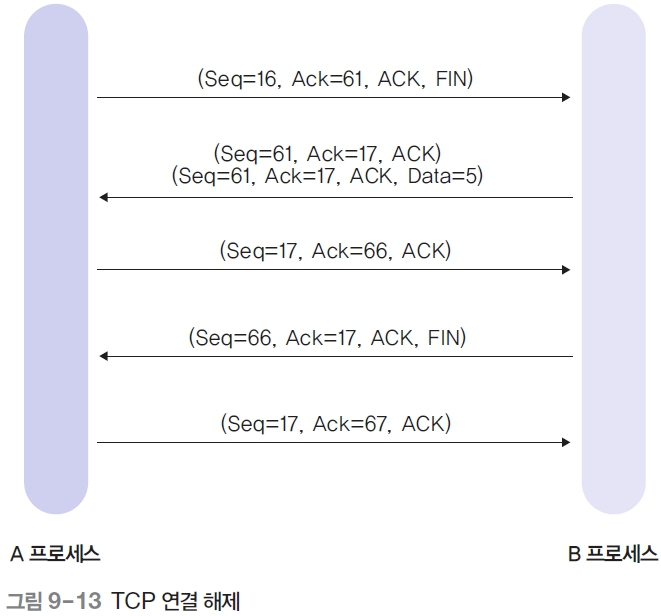 (Seq=16, Ack=61, ACK, FIN)
(Seq=61, Ack=17, ACK)
(Seq=61, Ack=17, ACK, Data=5)
(Seq=17, Ack=66, ACK)
(Seq=66, Ack=17, ACK, FIN)
(Seq=17, Ack=67, ACK)
A 프로세스
B 프로세스
그림 9-13 TCP 연결 해제